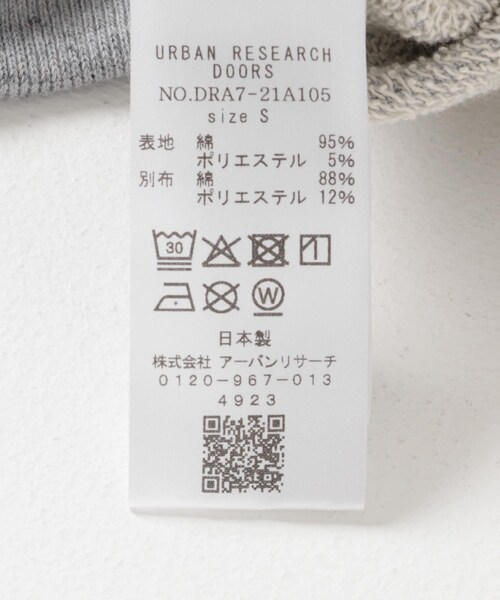 URBAN RESEARCH
DOORS
NO.DRA7-21A105
size S
表地 綿 95%
ポリエステル 5%
別布 綿 88%
ポリエステル 12%
30
W
日本製
株式会社 アーバンリサーチ
0120-967-013
4923